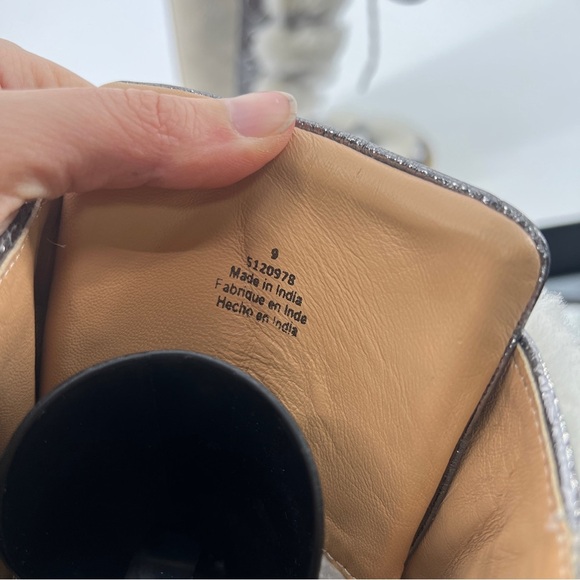 9
5120978
Made in India
Fabrique en Inde
Hecho en India